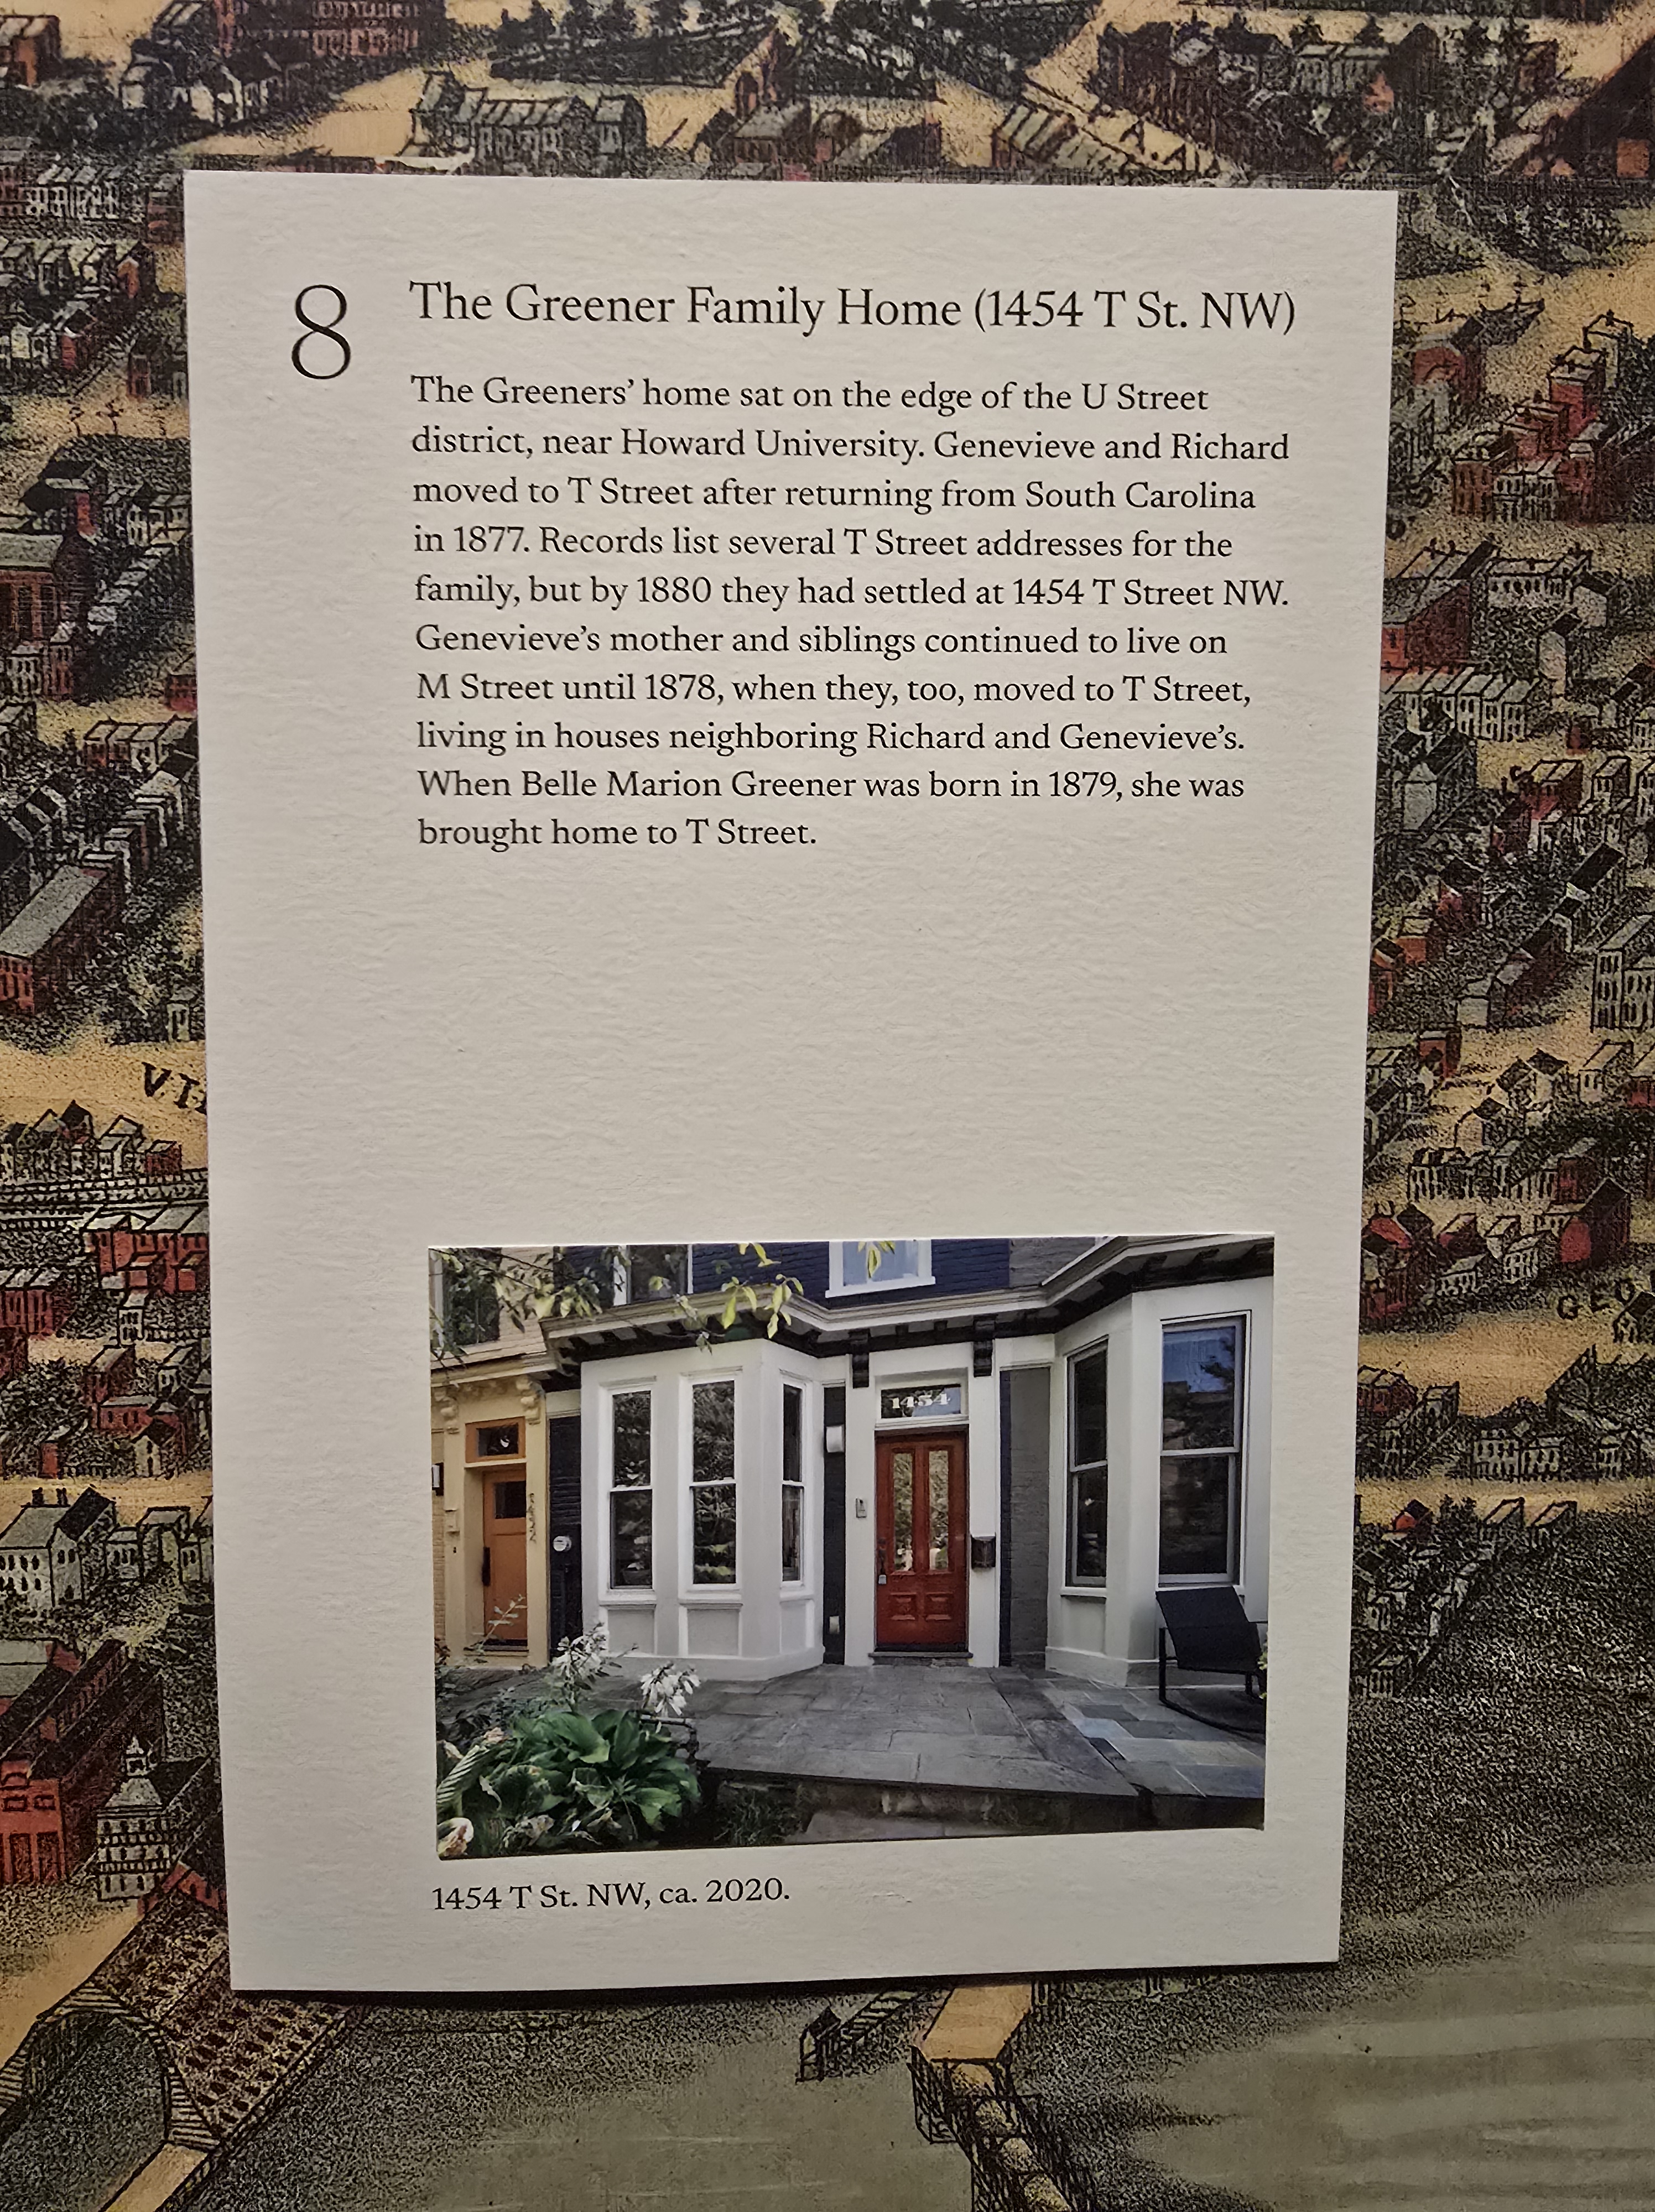 A.A.
8
The Greener Family Home (1454 T St. NW)
The Greeners’ home sat on the edge of the U Street
district, near Howard University. Genevieve and Richard
moved to T Street after returning from South Carolina
in 1877. Records list several T Street addresses for the
family, but by 1880 they had settled at 1454 T Street NW.
Genevieve’s mother and siblings continued to live on
M Street until 1878, when they, too, moved to T Street,
living in houses neighboring Richard and Genevieve’s.
When Belle Marion Greener was born in 1879, she was
brought home to T Street.
1454
1454 T St. NW, ca. 2020.